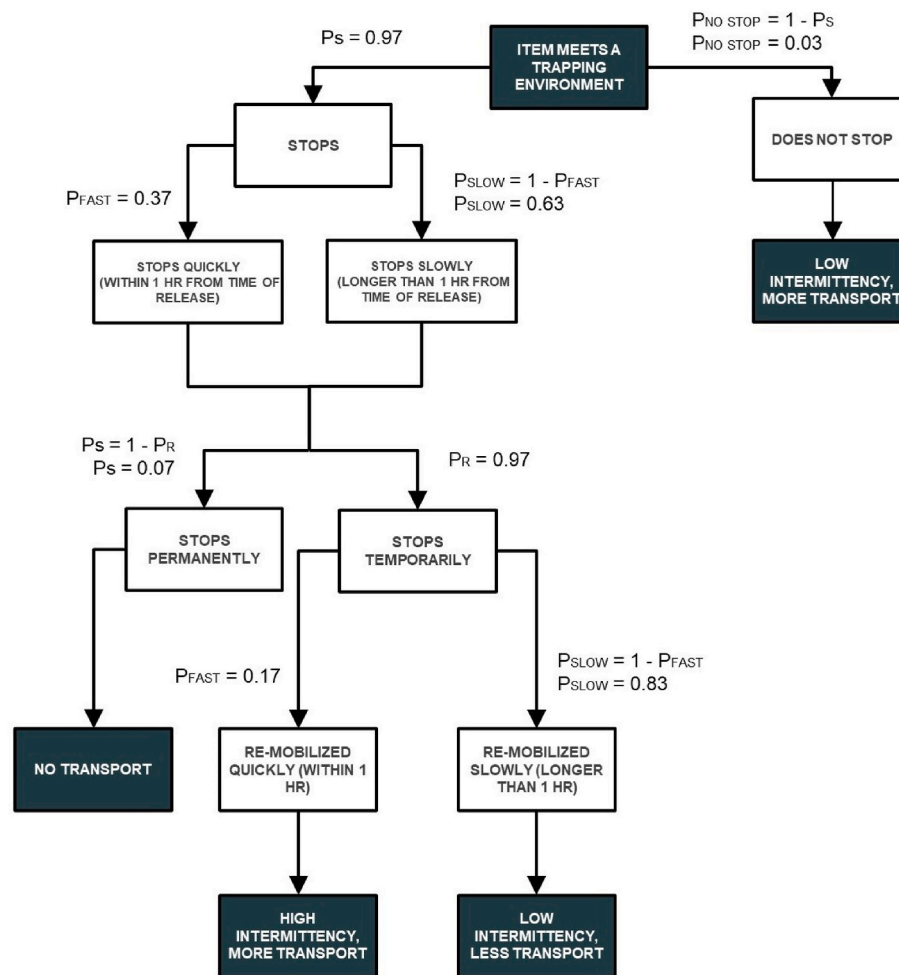 Ps = 0.97
ITEM MEETS A
TRAPPING
ENVIRONMENT
PNO STOP = 1 - PS
PNO STOP = 0.03
STOPS
DOES NOT STOP
PFAST = 0.37
PSLOW = 1 - PFAST
PSLOW = 0.63
STOPS QUICKLY
(WITHIN 1 HR FROM TIME OF
RELEASE)
STOPS SLOWLY
(LONGER THAN 1 HR FROM
TIME OF RELEASE)
LOW
INTERMITTENCY,
MORE TRANSPORT
Ps = 1 - PR
Ps = 0.07
PR = 0.97
STOPS
PERMANENTLY
STOPS
TEMPORARILY
PFAST = 0.17
PSLOW = 1 - PFAST
PSLOW = 0.83
NO TRANSPORT
RE-MOBILIZED
QUICKLY (WITHIN 1
HR)
RE-MOBILIZED
SLOWLY (LONGER
THAN 1 HR)
HIGH
INTERMITTENCY,
MORE TRANSPORT
LOW
INTERMITTENCY,
LESS TRANSPORT